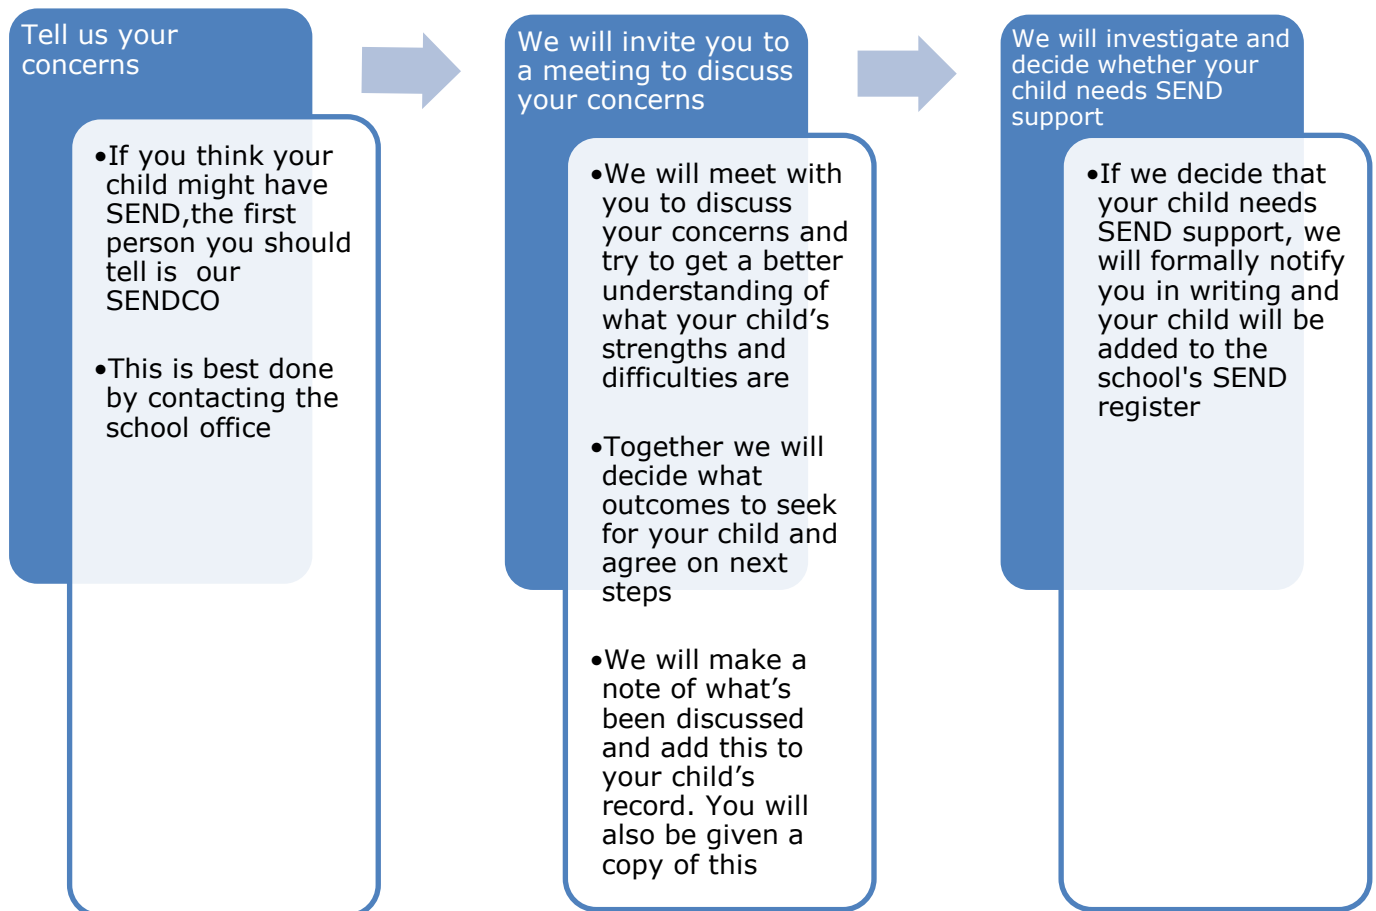 Tell us your
concerns
•If you think your
child might have
SEND,the first
person you should
tell is  our
SENDCO
•This is best done
by contacting the
school office
We will invite you to
a meeting to discuss
your concerns
•We will meet with
you to discuss
your concerns and
try to get a better
understanding of
what your child’s
strengths and
difficulties are
•Together we will
decide what
outcomes to seek
for your child and
agree on next
steps
•We will make a
note of what’s
been discussed
and add this to
your child’s
record. You will
also be given a
copy of this
We will investigate and
decide whether your
child needs SEND
support
•If we decide that
your child needs
SEND support, we
will formally notify
you in writing and
your child will be
added to the
school's SEND
register